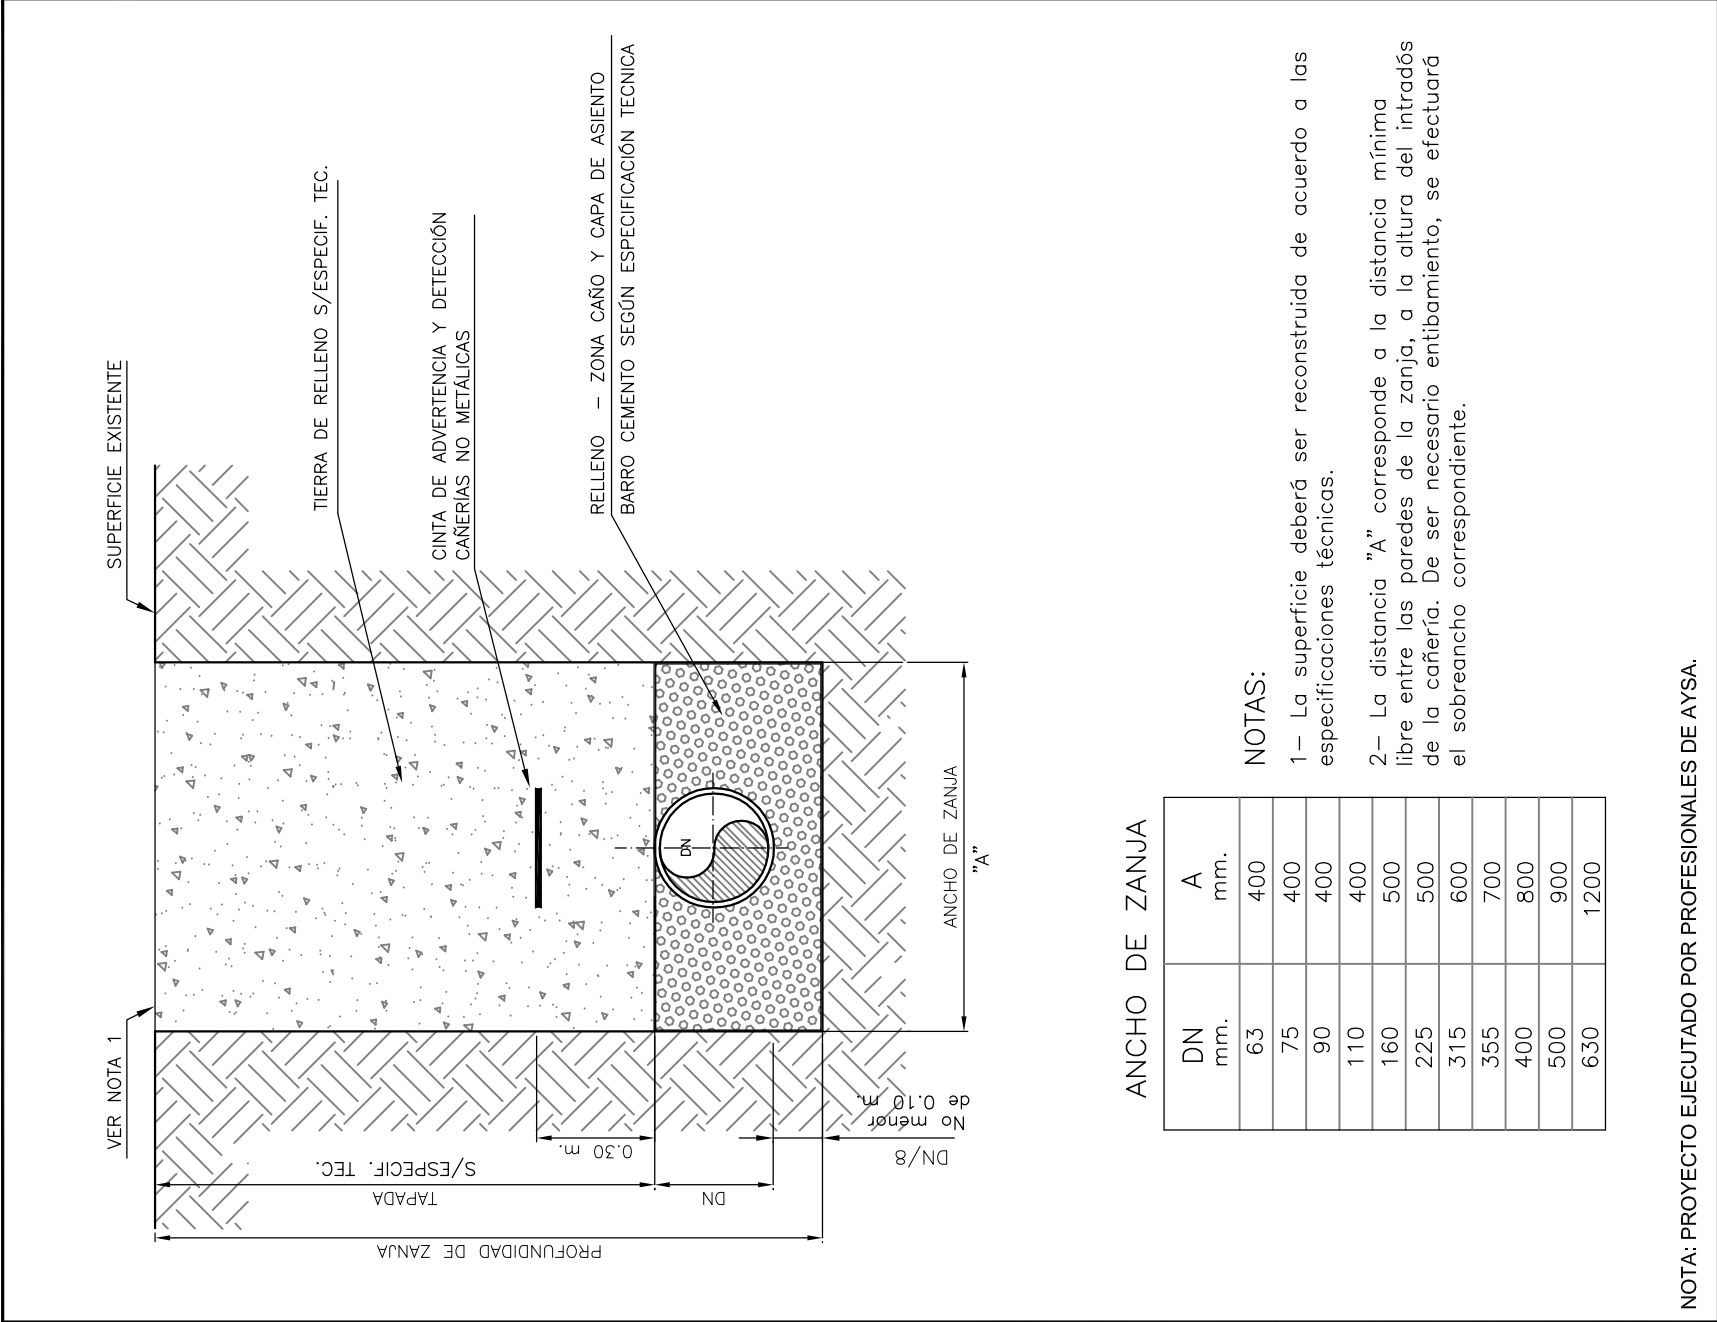 VER NOTA 1
SUPERFICIE EXISTENTE
TIERRA DE RELLENO S/ESPECIF. TEC.
CINTA DE ADVERTENCIA Y DETECCIÓN
CAÑERÍAS NO METÁLICAS
RELLENO – ZONA CAÑO Y CAPA DE ASIENTO
BARRO CEMENTO SEGÚN ESPECIFICACIÓN TECNICA
PROFUNDIDAD DE ZANJA
TAPADA
S/ESPECIF. TEC.
0.30 m.
DN
DN/8
No menor
de 0.10 m.
DN
ANCHO DE ZANJA
"A"
ANCHO DE ZANJA
DN A
mm. mm.
63 400
75 400
90 400
110 400
160 500
225 500
315 600
355 700
400 800
500 900
630 1200
NOTAS:
1– La superficie deberá ser reconstruida de acuerdo a las
especificaciones técnicas.
2– La distancia "A" corresponde a la distancia mínima
libre entre las paredes de la zanja, a la altura del intradós
de la cañería. De ser necesario entibamiento, se efectuará
el sobreancho correspondiente.
NOTA: PROYECTO EJECUTADO POR PROFESIONALES DE AYSA.